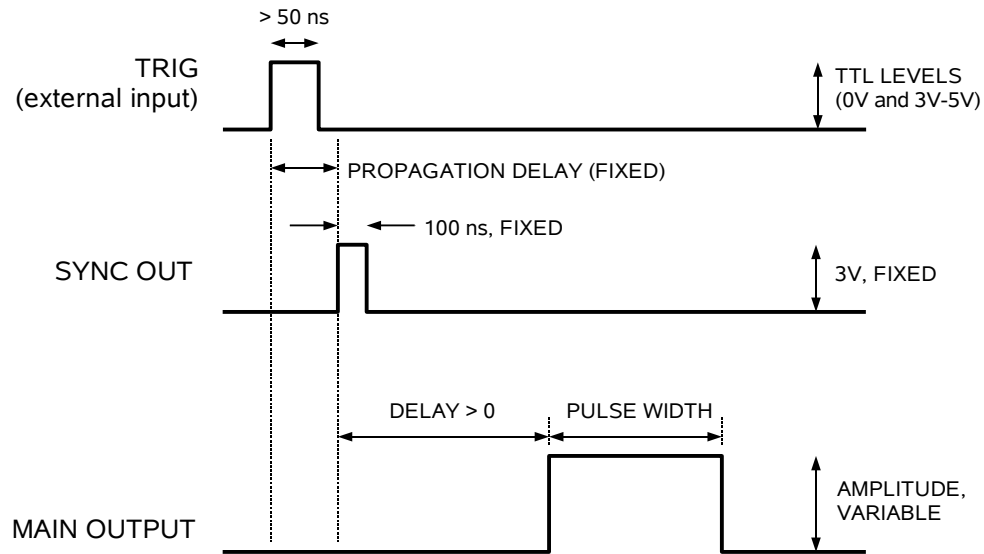 > 50 ns
TRIG
(external input)
TTL LEVELS
(0V and 3V-5V)
PROPAGATION DELAY (FIXED)
100 ns, FIXED
SYNC OUT
3V, FIXED
DELAY > 0
PULSE WIDTH
AMPLITUDE,
VARIABLE
MAIN OUTPUT